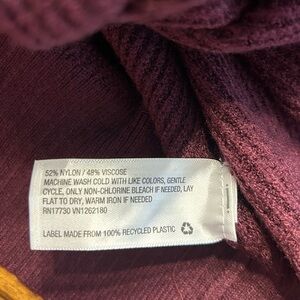 52% NYLON / 48% VISCOSE
MACHINE WASH COLD WITH LIKE COLORS, GENTLE
CYCLE, ONLY NON-CHLORINE BLEACH IF NEEDED, LAY
FLAT TO DRY, WARM IRON IF NEEDED
RN17730 VN1262180
LABEL MADE FROM 100% RECYCLED PLASTIC